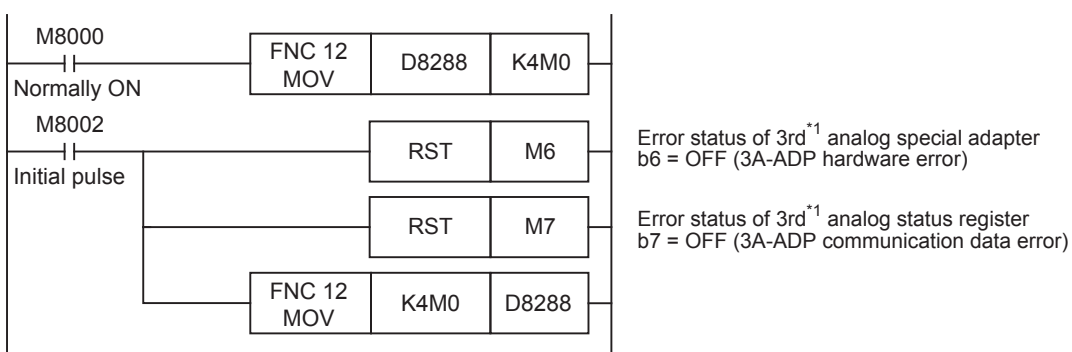 M8000
FNC 12
MOV
D8288
K4M0
Normally ON
M8002
RST
M6
Initial pulse
Error status of 3rd*1 analog special adapter
b6 = OFF (3A-ADP hardware error)
RST
M7
Error status of 3rd*1 analog status register
b7 = OFF (3A-ADP communication data error)
FNC 12
MOV
K4M0
D8288